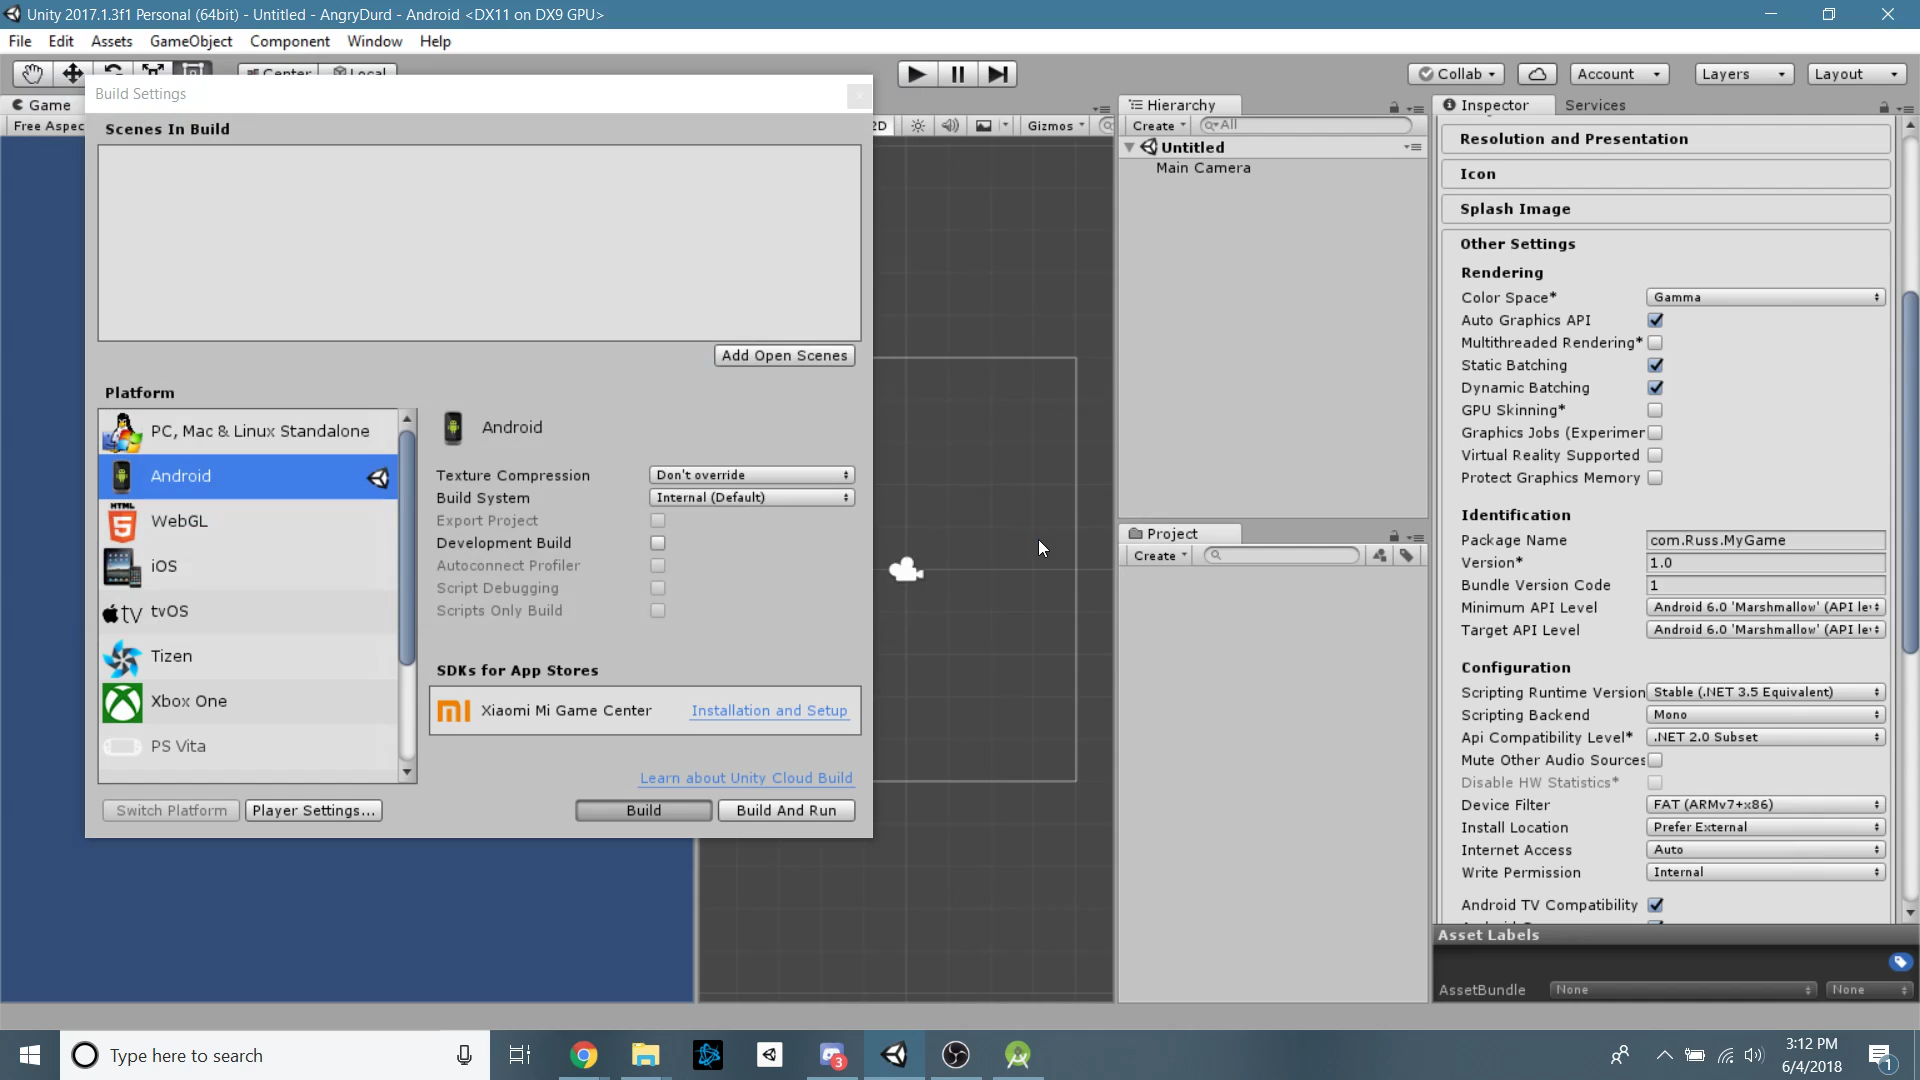 Unity 2017.1.3f1 Personal (64bit) - Untitled - AngryDurd - Android <DX11 on DX9 GPU>
File Edit Assets GameObject Component Window Help
Center Local
Collab Account Layers Layout
Build Settings
Game
Free Aspec
2D Gizmos
Scenes In Build
Add Open Scenes
Platform
PC, Mac & Linux Standalone
Android
HTML
5
WebGL
iOS
tv
tvOS
Tizen
Xbox One
PS Vita
Android
Texture Compression Don't override
Build System Internal (Default)
Export Project
Development Build
Autoconnect Profiler
Script Debugging
Scripts Only Build
SDKs for App Stores
Xiaomi Mi Game Center Installation and Setup
Learn about Unity Cloud Build
Switch Platform Player Settings... Build Build And Run
Hierarchy
Create All
Untitled
Main Camera
Project
Create
Inspector Services
Resolution and Presentation
Icon
Splash Image
Other Settings
Rendering
Color Space* Gamma
Auto Graphics API
Multithreaded Rendering*
Static Batching
Dynamic Batching
GPU Skinning*
Graphics Jobs (Experimer
Virtual Reality Supported
Protect Graphics Memory
Identification
Package Name com.Russ.MyGame
Version* 1.0
Bundle Version Code 1
Minimum API Level Android 6.0 'Marshmallow' (API le
Target API Level Android 6.0 'Marshmallow' (API le
Configuration
Scripting Runtime Version Stable (.NET 3.5 Equivalent)
Scripting Backend Mono
Api Compatibility Level* .NET 2.0 Subset
Mute Other Audio Sources
Disable HW Statistics*
Device Filter FAT (ARMv7+x86)
Install Location Prefer External
Internet Access Auto
Write Permission Internal
Android TV Compatibility
Asset Labels
AssetBundle None None
Type here to search
3
3:12 PM
6/4/2018
1